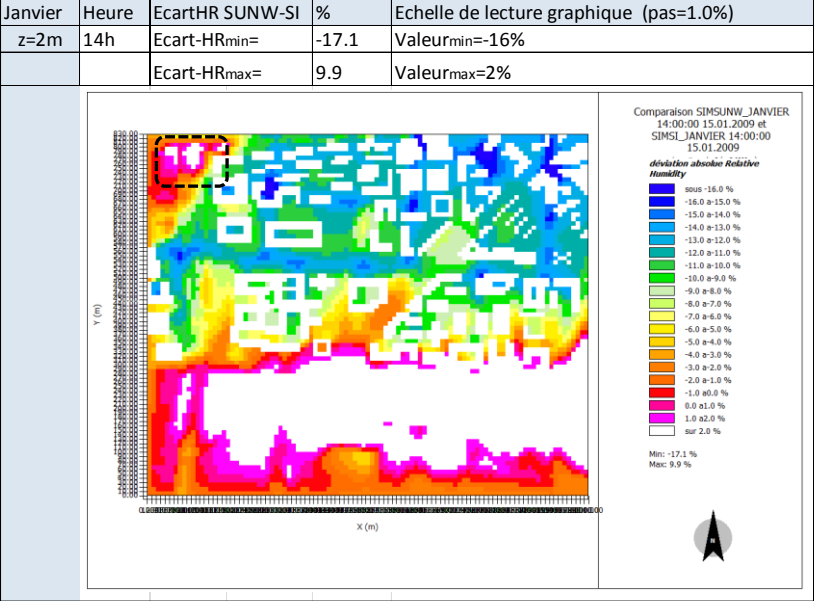 Janvier Heure EcartHR SUNW-SI % Echelle de lecture graphique (pas=1.0%)
z=2m 14h Ecart-HRmin= -17.1 Valeurmin=-16%
Ecart-HRmax= 9.9 Valeurmax=2%
Comparaison SIMSUNW_JANVIER
14:00:00 15.01.2009 et
SIMSI_JANVIER 14:00:00
15.01.2009
déviation absolue Relative
Humidity
sous -16.0 %
-16.0 a-15.0 %
-15.0 a-14.0 %
-14.0 a-13.0 %
-13.0 a-12.0 %
-12.0 a-11.0 %
-11.0 a-10.0 %
-10.0 a-9.0 %
-9.0 a-8.0 %
-8.0 a-7.0 %
-7.0 a-6.0 %
-6.0 a-5.0 %
-5.0 a-4.0 %
-4.0 a-3.0 %
-3.0 a-2.0 %
-2.0 a-1.0 %
-1.0 a0.0 %
0.0 a1.0 %
1.0 a2.0 %
sur 2.0 %
Min: -17.1 %
Max: 9.9 %
Y (m)
X (m)
N